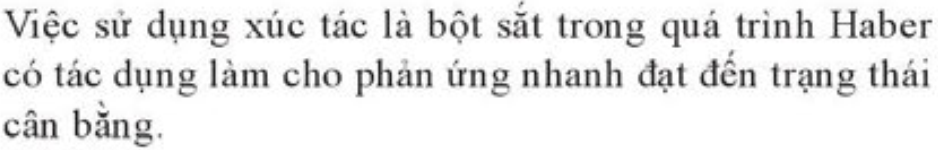 Việc sử dụng xúc tác là bột sắt trong quá trình Haber
có tác dụng làm cho phản ứng nhanh đạt đến trạng thái
cân bằng.